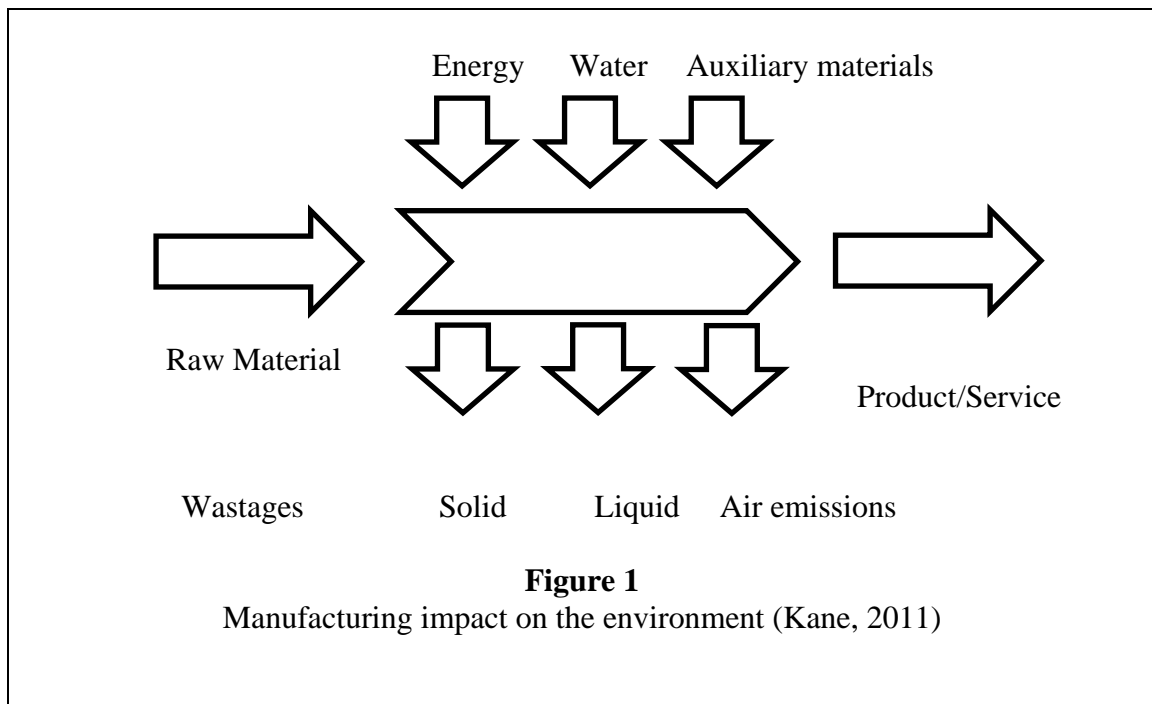 Energy Water Auxiliary materials
Raw Material
Product/Service
Wastages Solid Liquid Air emissions
Figure 1
Manufacturing impact on the environment (Kane, 2011)